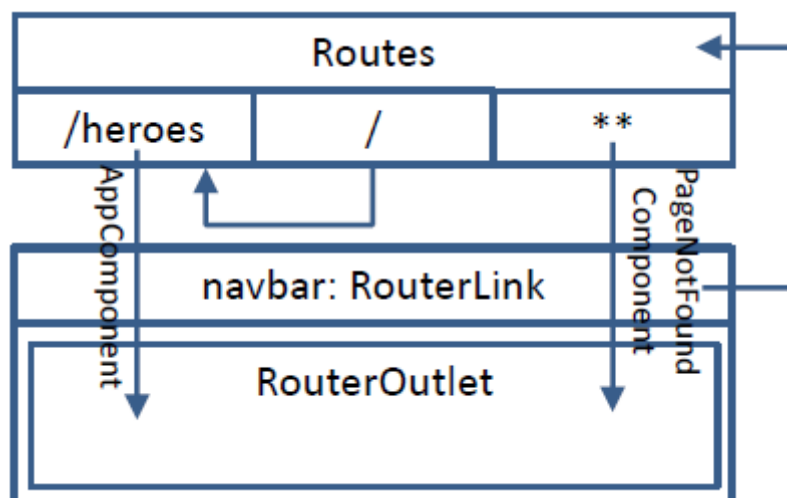 Routes
/heroes
/
**
AppComponent
PageNotFound
Component
navbar: RouterLink
RouterOutlet